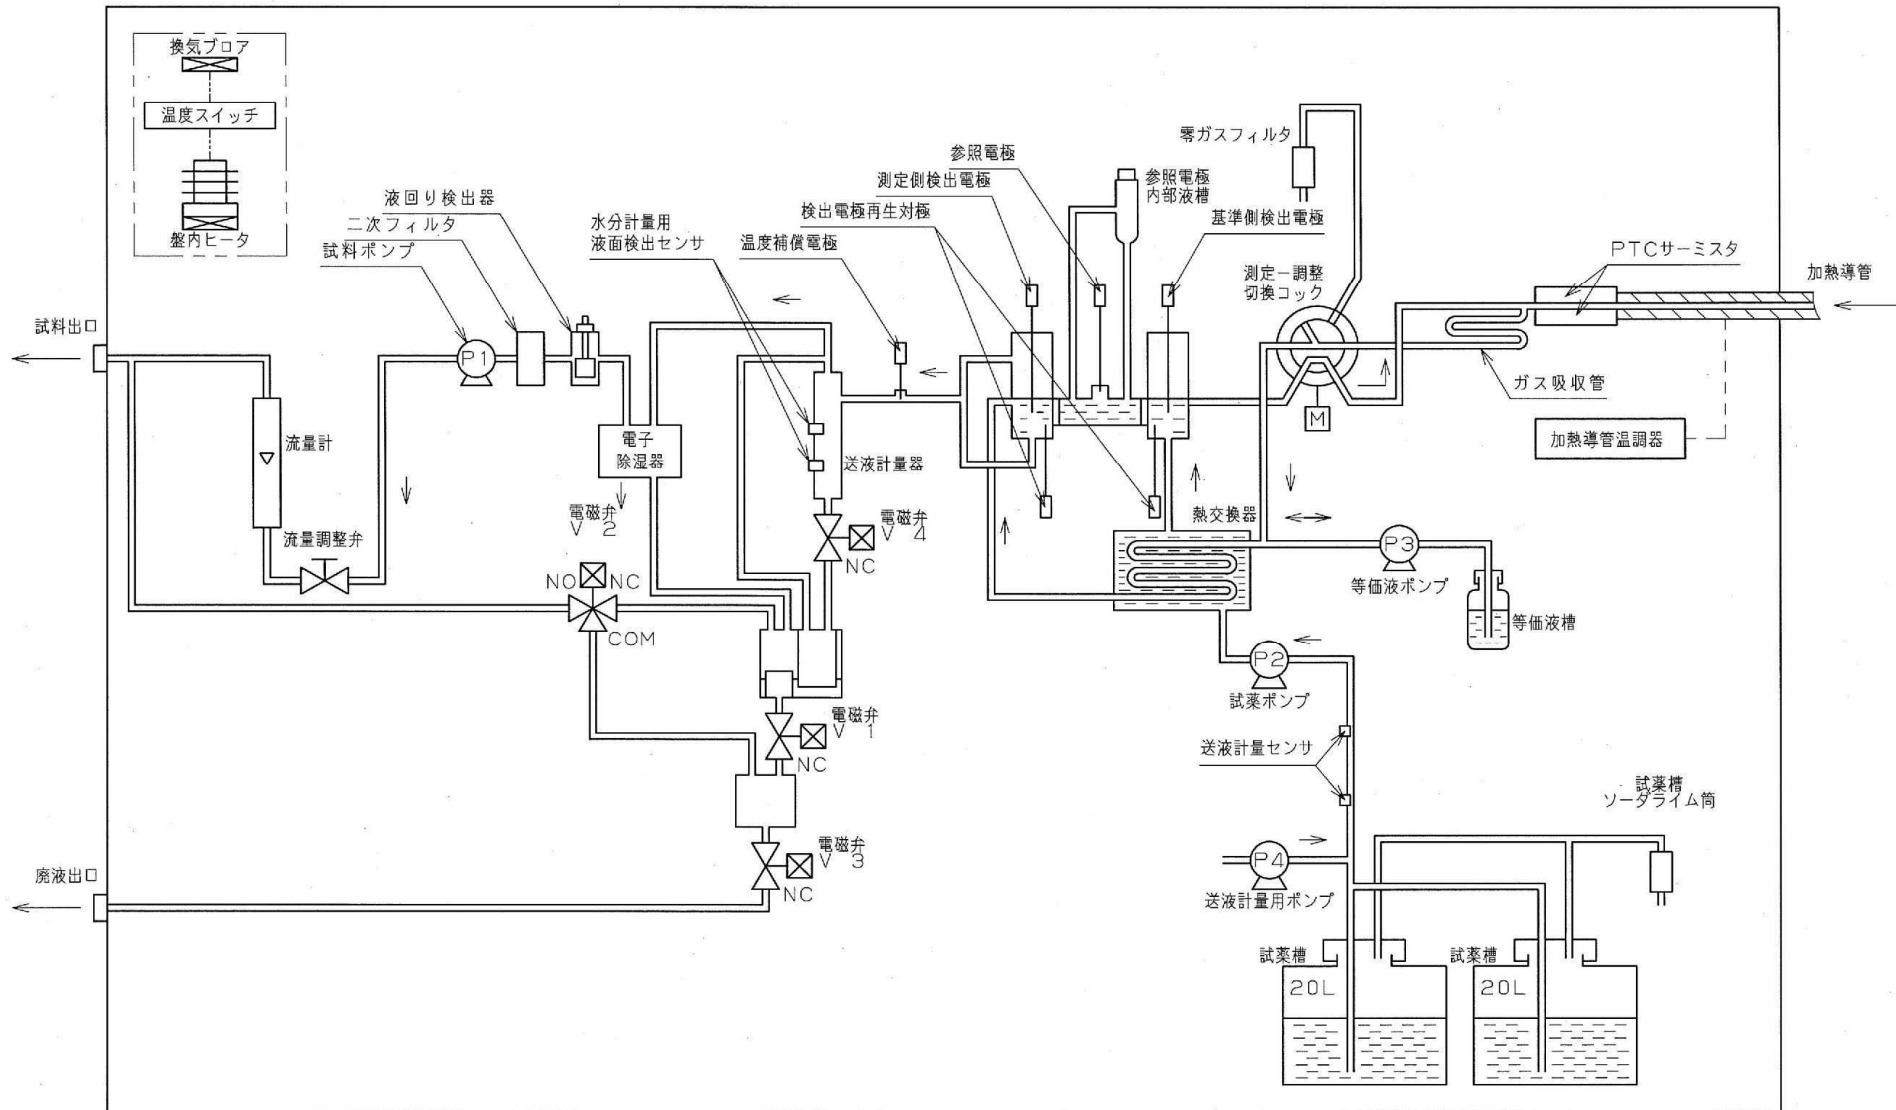 換気ブロア
温度スイッチ
盤内ヒータ
液回り検出器
二次フィルタ
試料ポンプ
水分計量用
液面検出センサ
参照電極
測定側検出電極
検出電極再生対極
温度補償電極
参照電極
内部液槽
零ガスフィルタ
基準側検出電極
測定ー調整
切換コック
PTCサーミスタ
加熱導管
試料出口
P1
M
ガス吸収管
加熱導管温調器
流量計
電子
除湿器
送液計量器
電磁弁
V 2
電磁弁
V 4
NC
流量調整弁
NO
NC
COM
熱交換器
P3
等価液ポンプ
等価液槽
P2
試薬ポンプ
電磁弁
V 1
NC
送液計量センサ
試薬槽
ソーダライム筒
電磁弁
V 3
NC
P4
送液計量用ポンプ
廃液出口
試薬槽
20L
試薬槽
20L